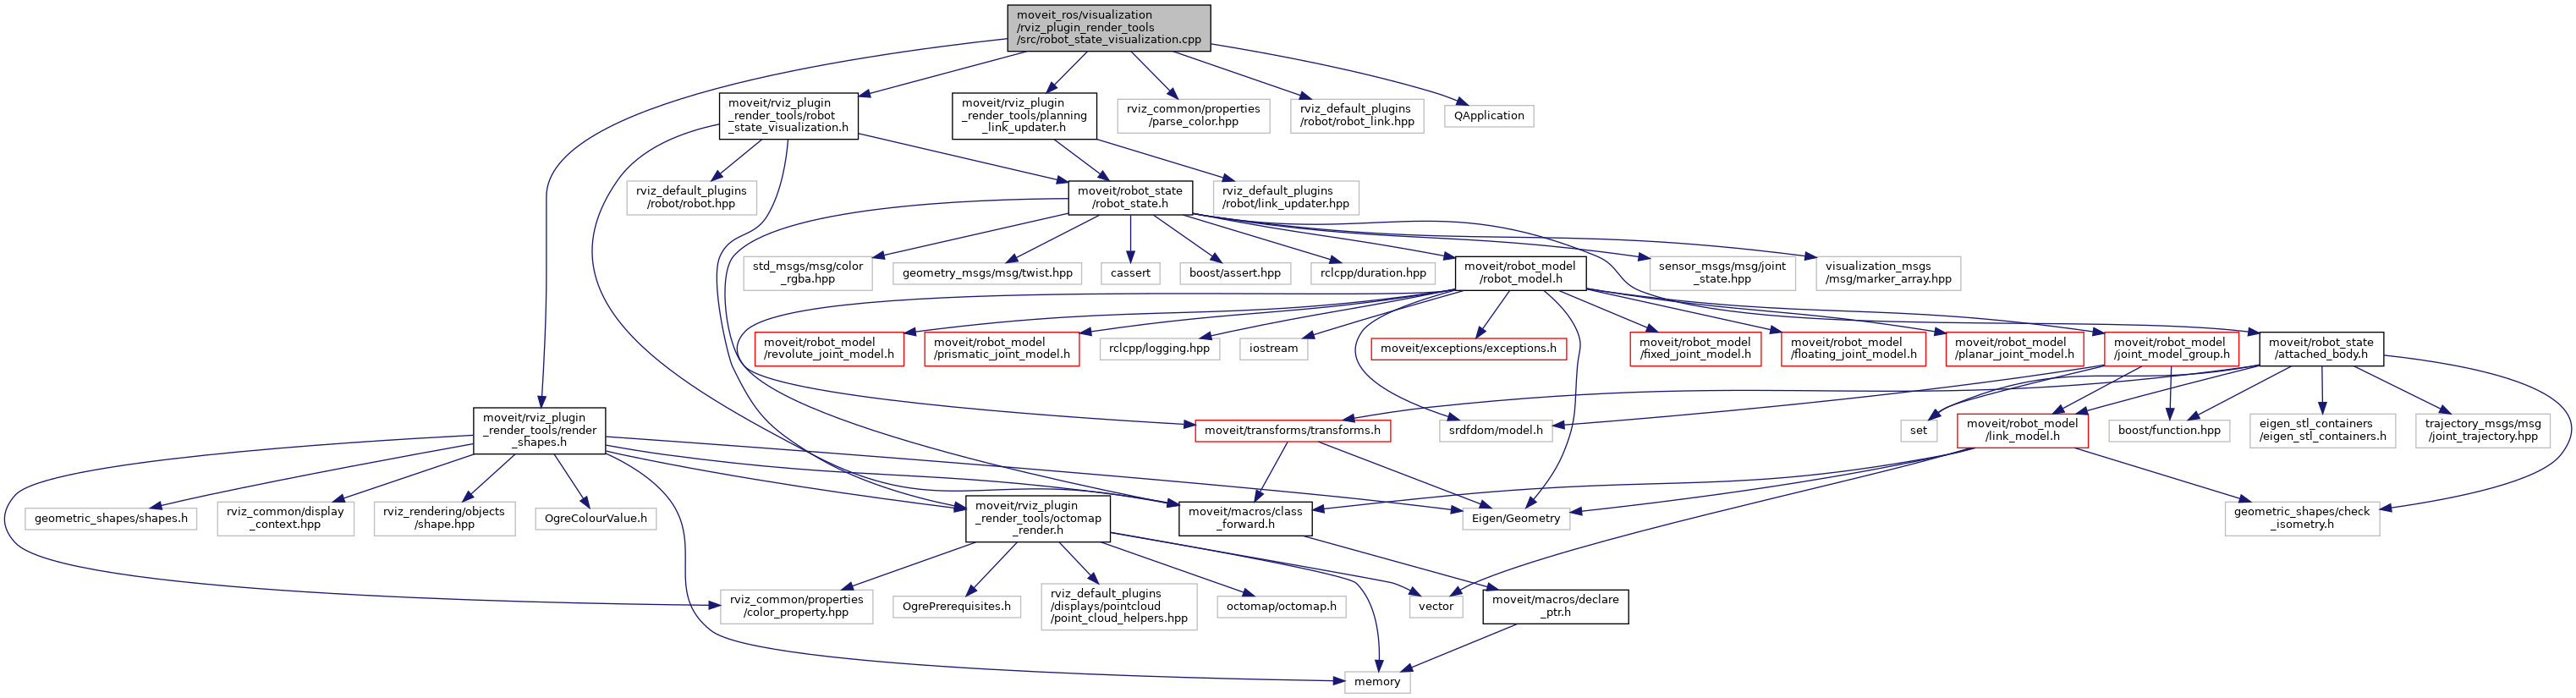 moveit_ros/visualization
/rviz_plugin_render_tools
/src/robot_state_visualization.cpp
moveit/rviz_plugin
_render_tools/robot
_state_visualization.h
moveit/rviz_plugin
_render_tools/planning
_link_updater.h
rviz_common/properties
/parse_color.hpp
rviz_default_plugins
/robot/robot_link.hpp
QApplication
rviz_default_plugins
/robot/robot.hpp
moveit/robot_state
/robot_state.h
rviz_default_plugins
/robot/link_updater.hpp
std_msgs/msg/color
_rgba.hpp
geometry_msgs/msg/twist.hpp
cassert
boost/assert.hpp
rclcpp/duration.hpp
moveit/robot_model
/robot_model.h
sensor_msgs/msg/joint
_state.hpp
visualization_msgs
/msg/marker_array.hpp
moveit/robot_model
/revolute_joint_model.h
moveit/robot_model
/prismatic_joint_model.h
rclcpp/logging.hpp
iostream
moveit/exceptions/exceptions.h
moveit/robot_model
/fixed_joint_model.h
moveit/robot_model
/floating_joint_model.h
moveit/robot_model
/planar_joint_model.h
moveit/robot_model
/joint_model_group.h
moveit/robot_state
/attached_body.h
moveit/rviz_plugin
_render_tools/render
_shapes.h
moveit/transforms/transforms.h
srdfdom/model.h
set
moveit/robot_model
/link_model.h
boost/function.hpp
eigen_stl_containers
/eigen_stl_containers.h
trajectory_msgs/msg
/joint_trajectory.hpp
geometric_shapes/shapes.h
rviz_common/display
_context.hpp
rviz_rendering/objects
/shape.hpp
OgreColourValue.h
moveit/rviz_plugin
_render_tools/octomap
_render.h
moveit/macros/class
_forward.h
Eigen/Geometry
geometric_shapes/check
_isometry.h
rviz_common/properties
/color_property.hpp
OgrePrerequisites.h
rviz_default_plugins
/displays/pointcloud
/point_cloud_helpers.hpp
octomap/octomap.h
vector
moveit/macros/declare
_ptr.h
memory